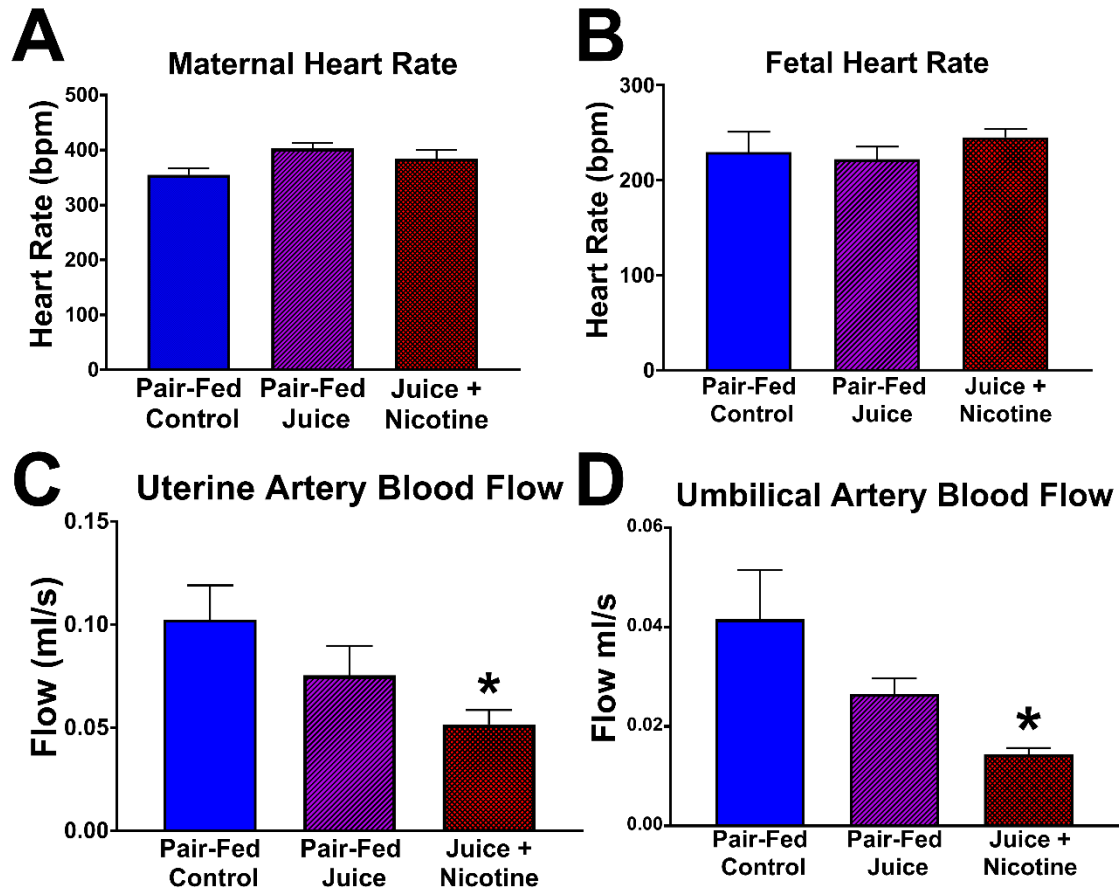 A
Maternal Heart Rate
Heart Rate (bpm)
500
400
300
200
100
0
Pair-Fed
Control
Pair-Fed
Juice
Juice +
Nicotine
B
Fetal Heart Rate
Heart Rate (bpm)
300
200
100
0
Pair-Fed
Control
Pair-Fed
Juice
Juice +
Nicotine
C
Uterine Artery Blood Flow
Flow (ml/s)
0.15
0.10
0.05
0.00
*
Pair-Fed
Control
Pair-Fed
Juice
Juice +
Nicotine
D
Umbilical Artery Blood Flow
Flow ml/s
0.06
0.04
0.02
0.00
*
Pair-Fed
Control
Pair-Fed
Juice
Juice +
Nicotine